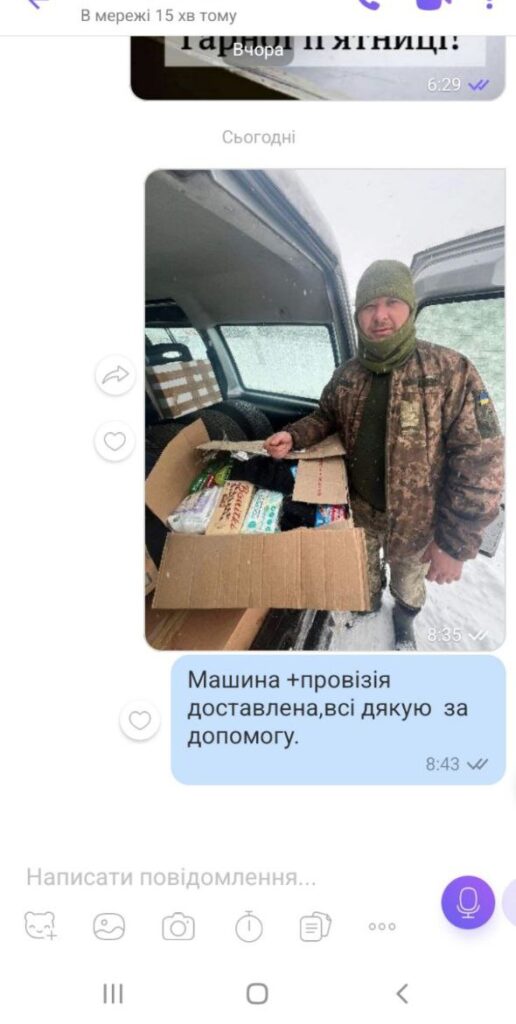 В мережі 15 хв тому
Гарної п'ятниці!
Вчора
6:29
Сьогодні
8:35
Машина +провізія
доставлена,всі дякую за
допомогу.
8:43
Написати повідомлення...